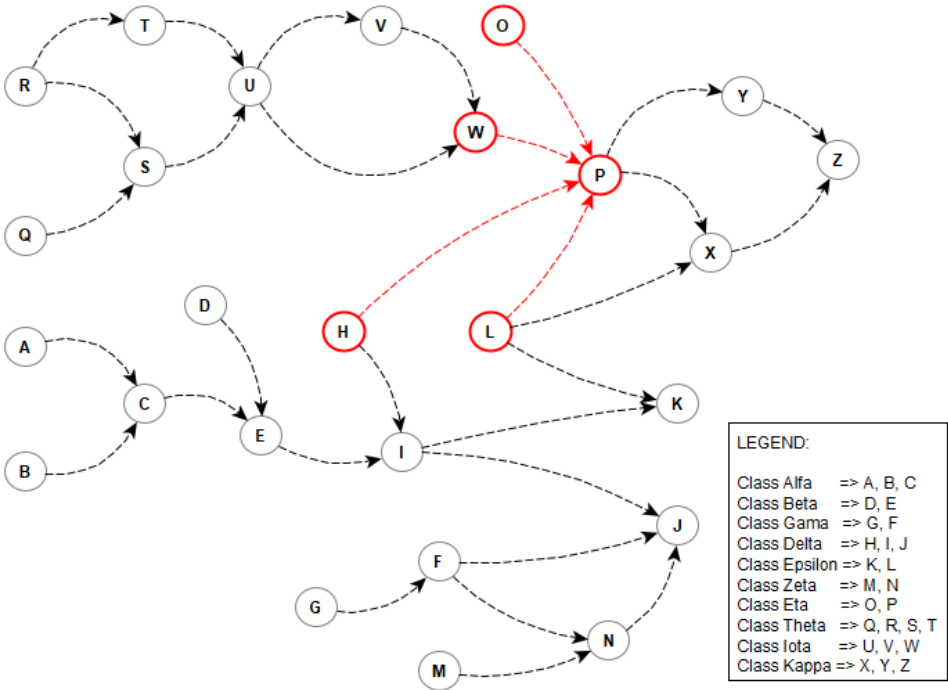 T
V
O
R
U
Y
W
Z
S
P
Q
X
D
H
L
A
C
K
E
I
B
J
F
G
N
M
LEGEND:
Class Alfa => A, B, C
Class Beta => D, E
Class Gama => G, F
Class Delta => H, I, J
Class Epsilon => K, L
Class Zeta => M, N
Class Eta => O, P
Class Theta => Q, R, S, T
Class Iota => U, V, W
Class Kappa => X, Y, Z